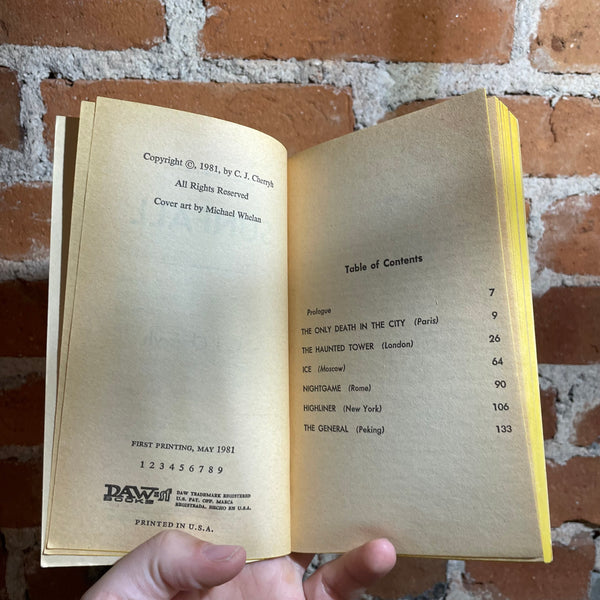 Copyright ©, 1981, by C. J. Cherryh
All Rights Reserved
Cover art by Michael Whelan
FIRST PRINTING, MAY 1981
1 2 3 4 5 6 7 8 9
DAW BOOKS
DAW TRADEMARK REGISTERED
U.S. PAT. OFF. MARCA
REGISTRADA. HECHO EN U.S.A.
PRINTED IN U.S.A.
Table of Contents
Prologue 7
THE ONLY DEATH IN THE CITY (Paris) 9
THE HAUNTED TOWER (London) 26
ICE (Moscow) 64
NIGHTGAME (Rome) 90
HIGHLINER (New York) 106
THE GENERAL (Peking) 133